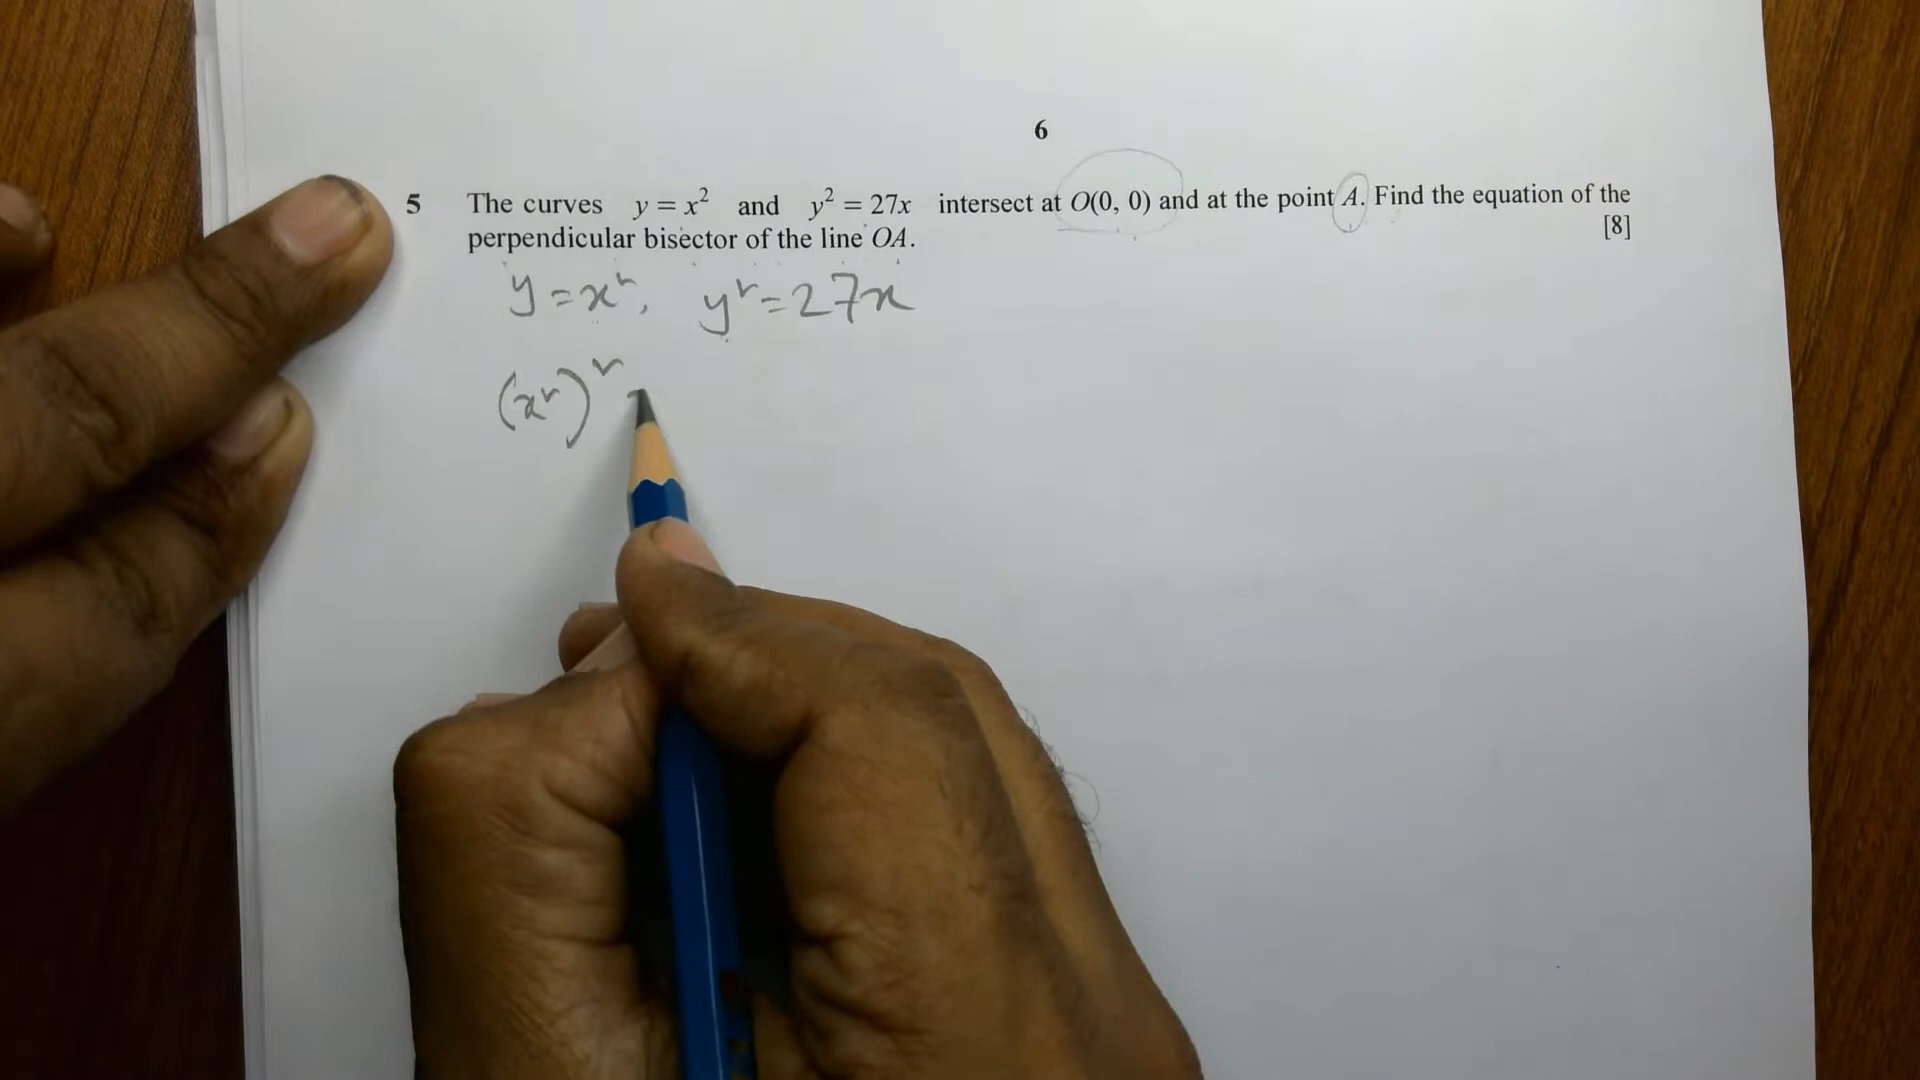 6
5 The curves y = x² and y² = 27x intersect at O(0, 0) and at the point A. Find the equation of the
perpendicular bisector of the line OA. [8]
y = x², y² = 27x
(x²)² =